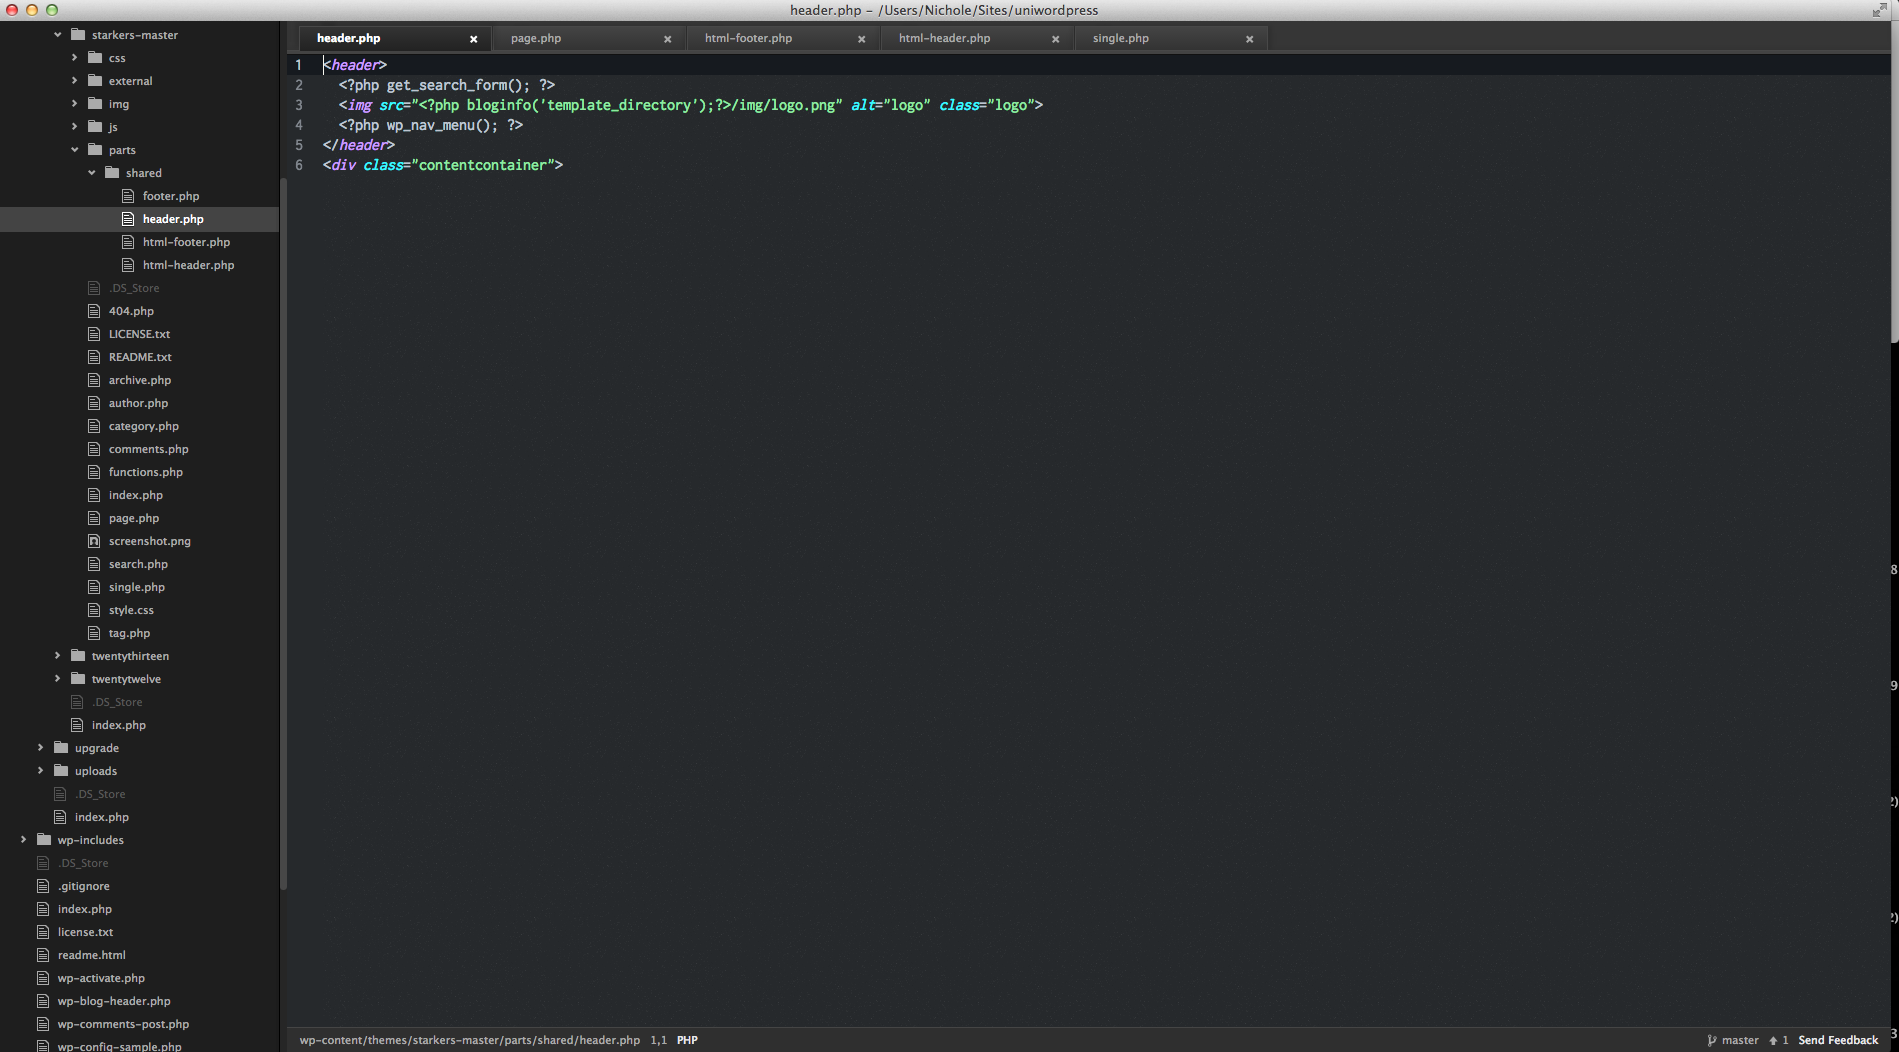 header.php – /Users/Nichole/Sites/uniwordpress
starkers-master
css
external
img
js
parts
shared
footer.php
header.php
html-footer.php
html-header.php
.DS_Store
404.php
LICENSE.txt
README.txt
archive.php
author.php
category.php
comments.php
functions.php
index.php
page.php
screenshot.png
search.php
single.php
style.css
tag.php
twentythirteen
twentytwelve
.DS_Store
index.php
upgrade
uploads
.DS_Store
index.php
wp-includes
.DS_Store
.gitignore
index.php
license.txt
readme.html
wp-activate.php
wp-blog-header.php
wp-comments-post.php
wp-config-sample.php
header.php page.php html-footer.php html-header.php single.php
1 <header>
2 <?php get_search_form(); ?>
3 <img src="<?php bloginfo('template_directory');?>/img/logo.png" alt="logo" class="logo">
4 <?php wp_nav_menu(); ?>
5 </header>
6 <div class="contentcontainer">
wp-content/themes/starkers-master/parts/shared/header.php 1,1 PHP
master 1 Send Feedback
8
9
2)
2)
3